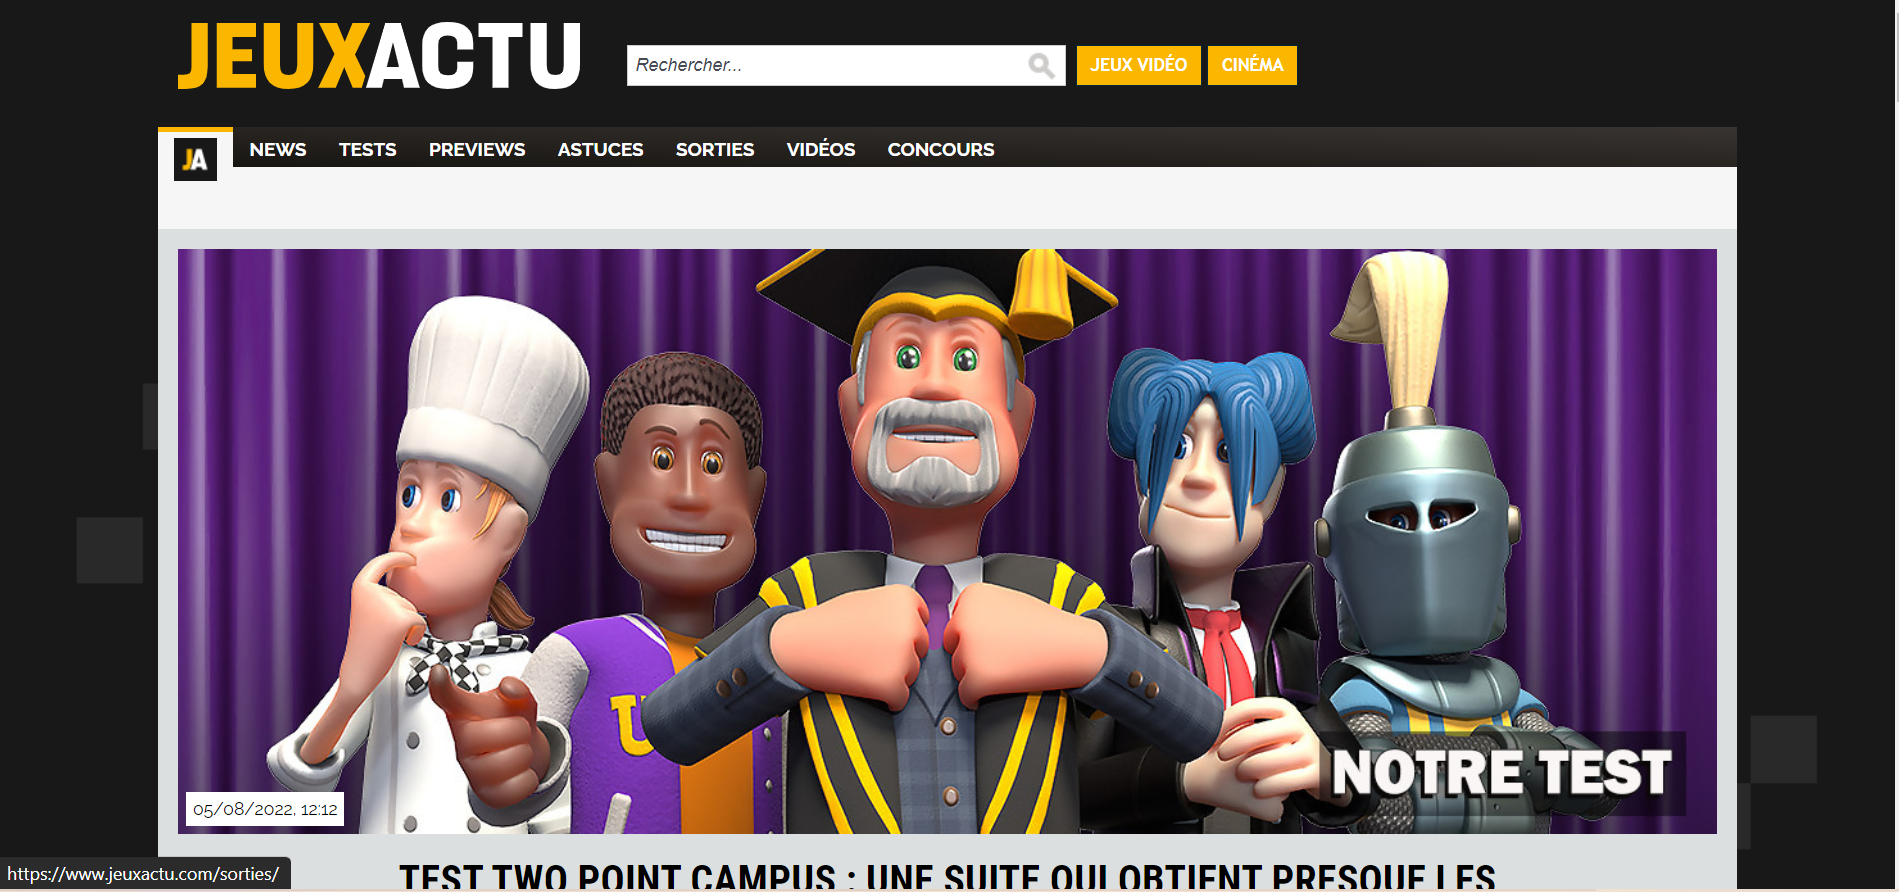 JEUXACTU
Rechercher...
JEUX VIDÉO
CINÉMA
JA
NEWS
TESTS
PREVIEWS
ASTUCES
SORTIES
VIDÉOS
CONCOURS
U
NOTRE TEST
05/08/2022, 12:12
TEST TWO POINT CAMPUS : UNE SUITE QUI OBTIENT PRESQUE LES
https://www.jeuxactu.com/sorties/